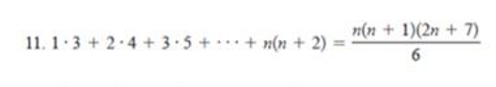 11. 1·3 + 2·4 + 3·5 + ··· + n(n + 2) = n(n + 1)(2n + 7)
6